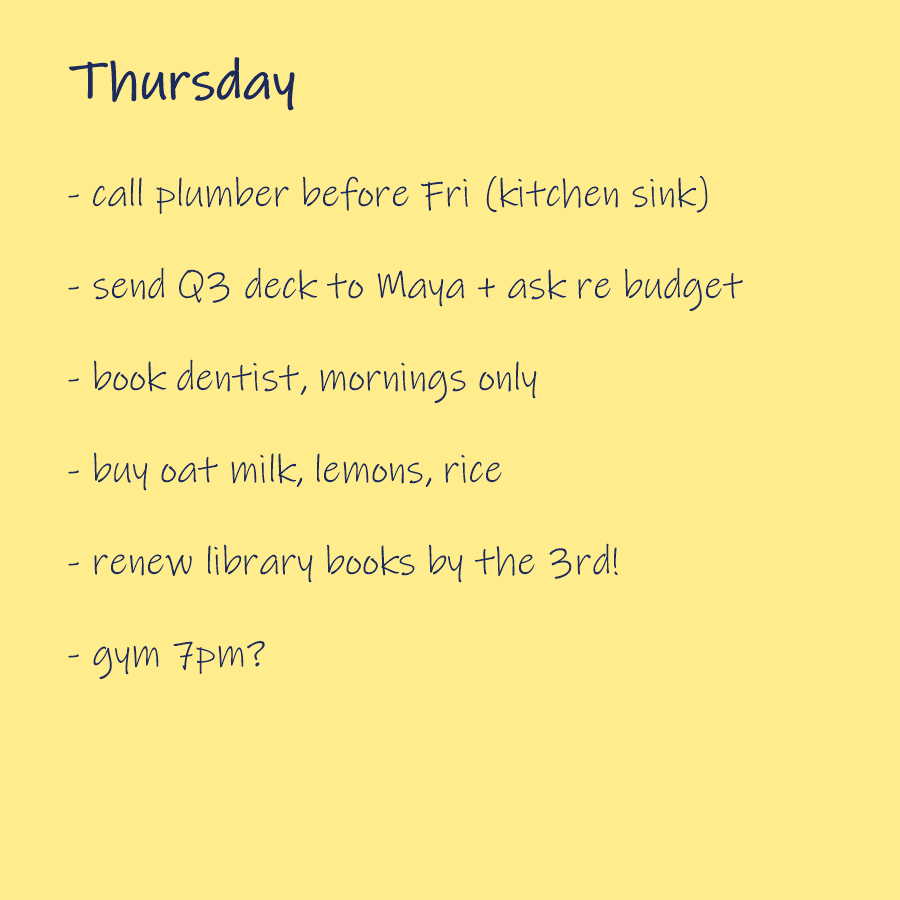 Thursday
- call plumber before Fri (kitchen sink)
- send Q3 deck to Maya + ask re budget
- book dentist, mornings only
- buy oat milk, lemons, rice
- renew library books by the 3rd!
- gym 7pm?